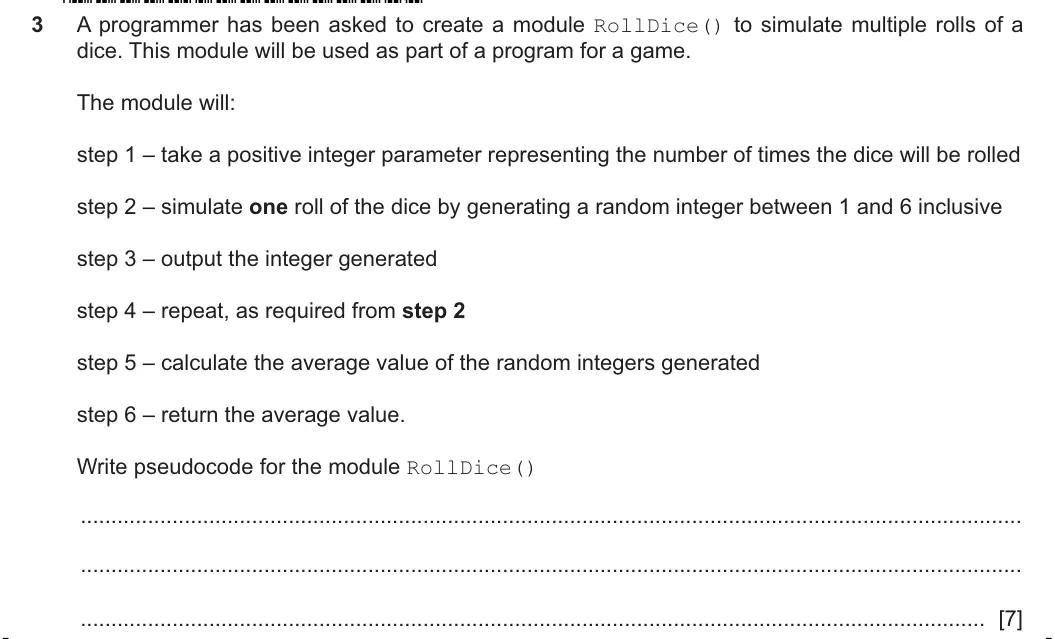 3 A programmer has been asked to create a module RollDice() to simulate multiple rolls of a
dice. This module will be used as part of a program for a game.
The module will:
step 1 – take a positive integer parameter representing the number of times the dice will be rolled
step 2 – simulate one roll of the dice by generating a random integer between 1 and 6 inclusive
step 3 – output the integer generated
step 4 – repeat, as required from step 2
step 5 – calculate the average value of the random integers generated
step 6 – return the average value.
Write pseudocode for the module RollDice()
[7]